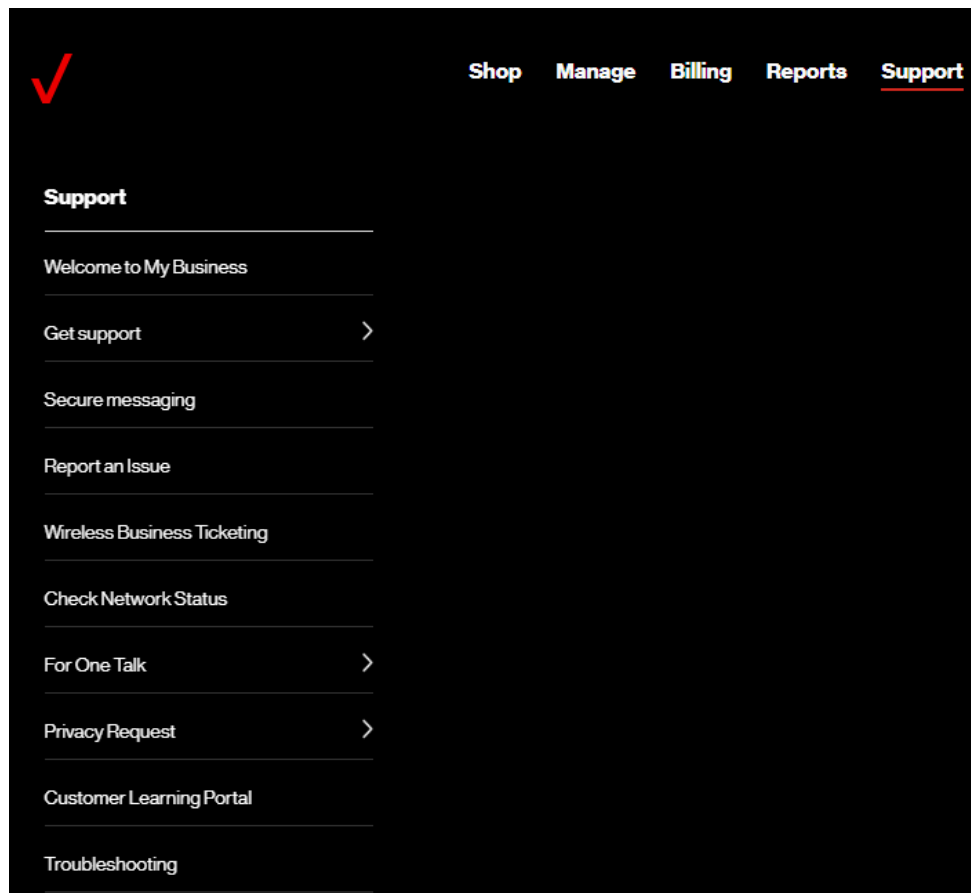 Shop Manage Billing Reports Support
Support
Welcome to My Business
Get support
Secure messaging
Report an Issue
Wireless Business Ticketing
Check Network Status
For One Talk
Privacy Request
Customer Learning Portal
Troubleshooting